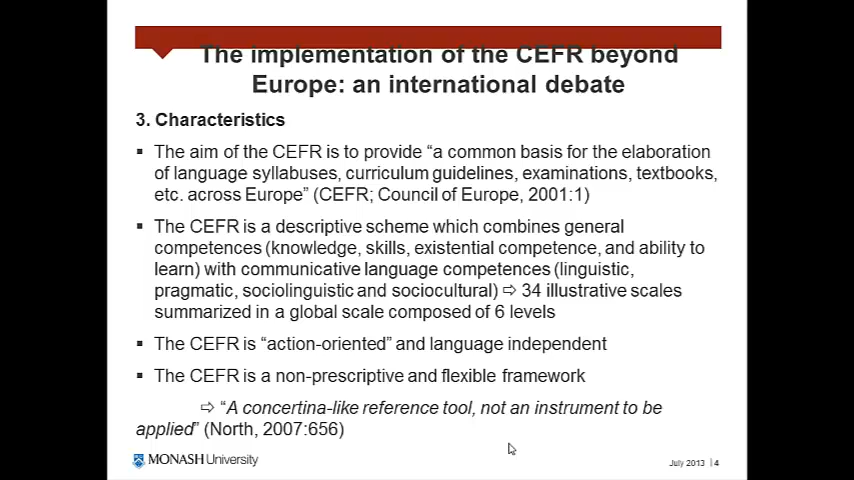 The implementation of the CEFR beyond
Europe: an international debate
3. Characteristics
▪ The aim of the CEFR is to provide “a common basis for the elaboration
of language syllabuses, curriculum guidelines, examinations, textbooks,
etc. across Europe” (CEFR; Council of Europe, 2001:1)
▪ The CEFR is a descriptive scheme which combines general
competences (knowledge, skills, existential competence, and ability to
learn) with communicative language competences (linguistic,
pragmatic, sociolinguistic and sociocultural) ⇨ 34 illustrative scales
summarized in a global scale composed of 6 levels
▪ The CEFR is “action-oriented” and language independent
▪ The CEFR is a non-prescriptive and flexible framework
⇨ “A concertina-like reference tool, not an instrument to be
applied” (North, 2007:656)
MONASH University
July 2013 | 4